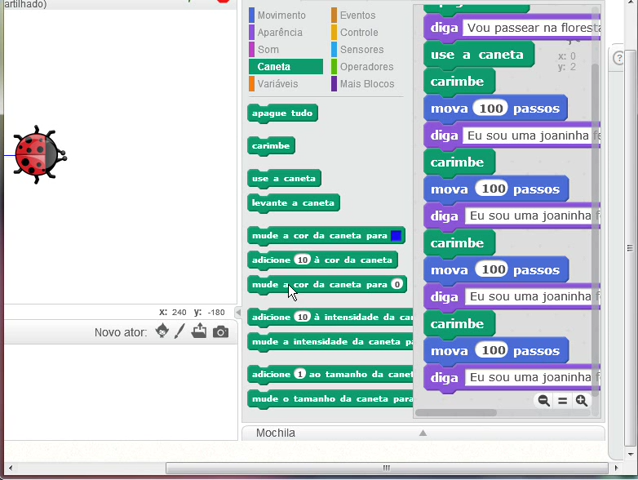 artilhado)
Movimento
Aparência
Som
Caneta
Variáveis
Eventos
Controle
Sensores
Operadores
Mais Blocos
apague tudo
carimbe
use a caneta
levante a caneta
mude a cor da caneta para
adicione 10 à cor da caneta
mude a cor da caneta para 0
adicione 10 à intensidade da
mude a intensidade da caneta
adicione 1 ao tamanho da
mude o tamanho da caneta para
diga Vou passear na
use a caneta
carimbe
mova 100 passos
diga Eu sou uma joaninha
carimbe
mova 100 passos
diga Eu sou uma joaninha
carimbe
mova 100 passos
diga Eu sou uma joaninha
carimbe
mova 100 passos
diga Eu sou uma joaninha
x: 0
y: 2
x: 240 y: -180
Novo ator:
Mochila